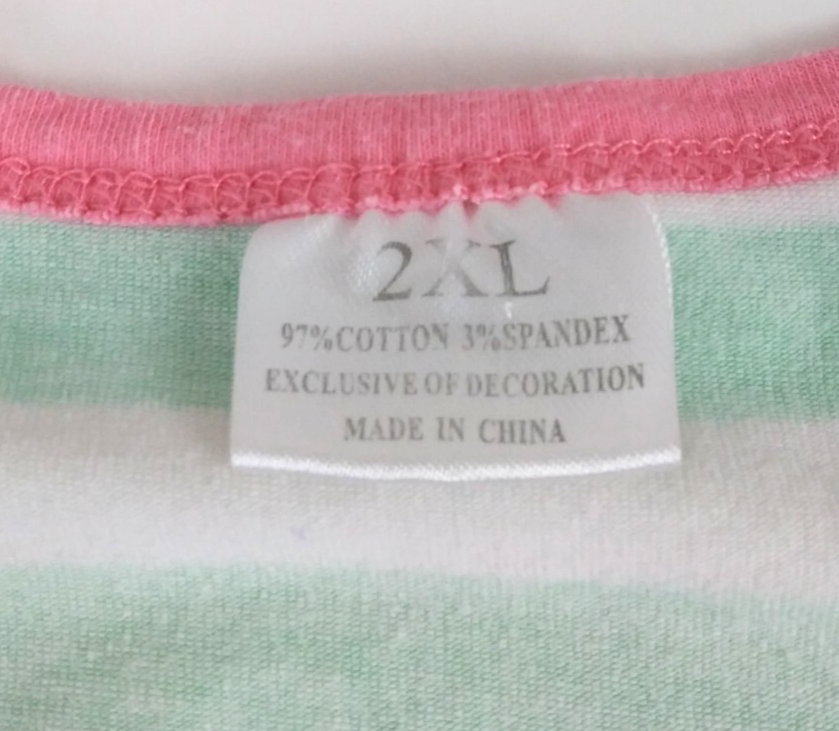 2XL
97%COTTON 3%SPANDEX
EXCLUSIVE OF DECORATION
MADE IN CHINA